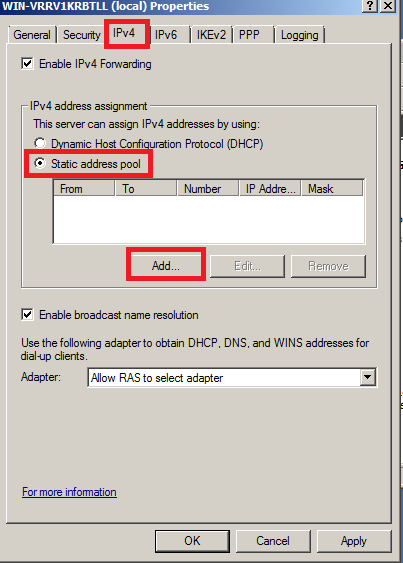 WIN-VRRV1KRBTLL (local) Properties
General Security IPv4 IPv6 IKEv2 PPP Logging
Enable IPv4 Forwarding
IPv4 address assignment
This server can assign IPv4 addresses by using:
Dynamic Host Configuration Protocol (DHCP)
Static address pool
From To Number IP Addre... Mask
Add... Edit... Remove
Enable broadcast name resolution
Use the following adapter to obtain DHCP, DNS, and WINS addresses for
dial-up clients.
Adapter: Allow RAS to select adapter
For more information
OK Cancel Apply